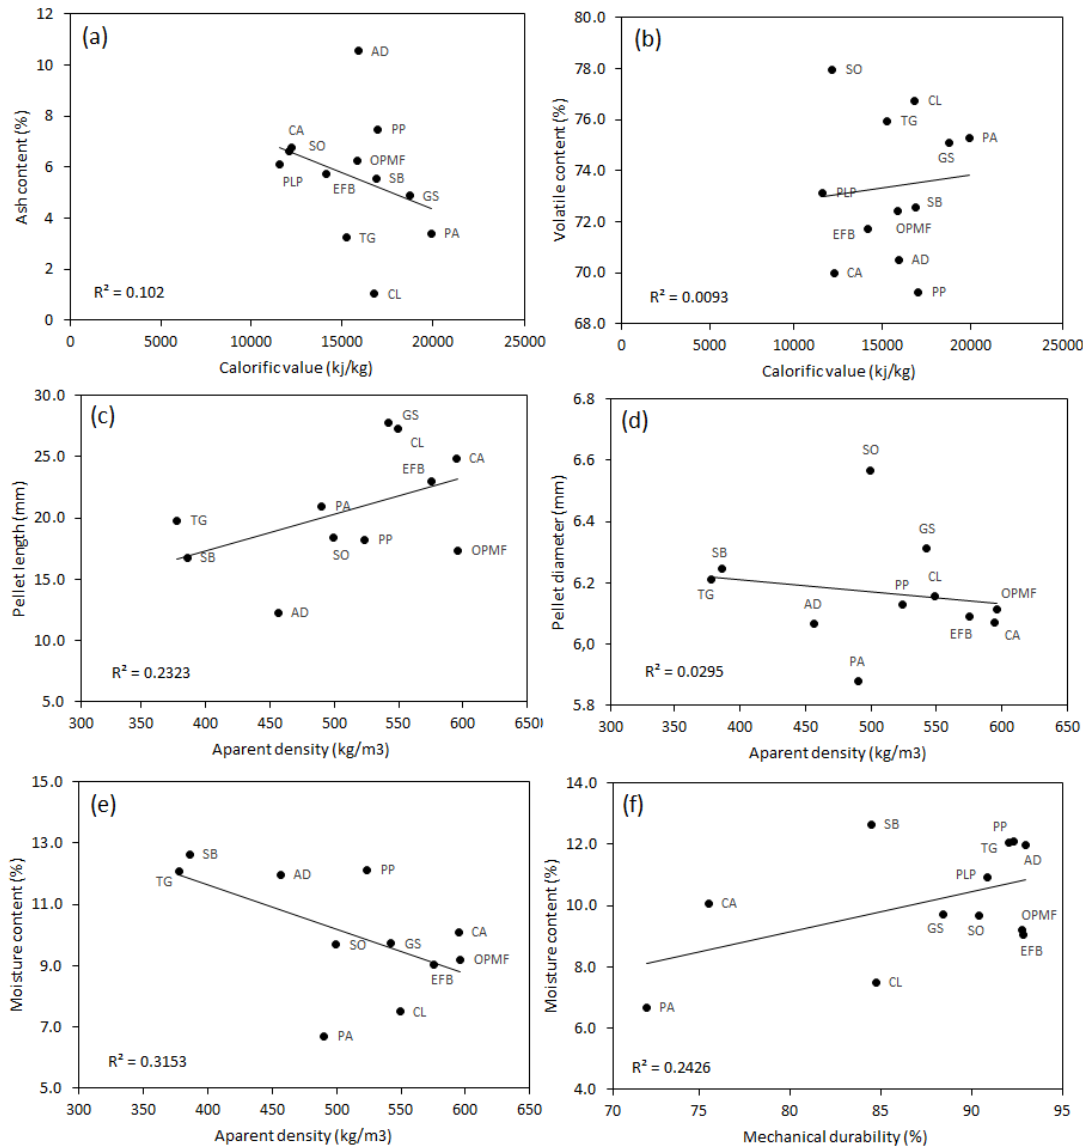 (a)
12
10
8
6
4
2
0
Ash content (%)
AD
PP
CA
SO
OPMF
PLP
EFB
SB
GS
TG
PA
CL
R² = 0.102
0 5000 10000 15000 20000 25000
Calorific value (kj/kg)
(b)
80.0
78.0
76.0
74.0
72.0
70.0
68.0
Volatile content (%)
SO
CL
TG
PA
GS
PLP
SB
EFB
OPMF
AD
CA
PP
R² = 0.0093
0 5000 10000 15000 20000 25000
Calorific value (kj/kg)
(c)
30.0
25.0
20.0
15.0
10.0
5.0
Pellet length (mm)
GS
CL
CA
EFB
PA
TG
PP
SO
OPMF
SB
AD
R² = 0.2323
300 400 450 500 550 600 650
Aparent density (kg/m3)
(d)
6.8
6.6
6.4
6.2
6,0
5.8
Pellet diameter (mm)
SO
GS
SB
TG
CL
PP
AD
OPMF
EFB
CA
PA
R² = 0.0295
300 400 450 500 550 600 650
Aparent density (kg/m3)
(e)
15.0
13.0
11.0
9.0
7.0
5.0
Moisture content (%)
SB
TG
AD
PP
CA
SO
GS
OPMF
EFB
CL
PA
R² = 0.3153
300 400 450 500 550 600 650
Aparent density (kg/m3)
(f)
14.0
12.0
10.0
8.0
6.0
4.0
Moisture content (%)
SB
PP
TG
AD
PLP
CA
GS
SO
OPMF
EFB
CL
PA
R² = 0.2426
70 75 80 85 90 95
Mechanical durability (%)